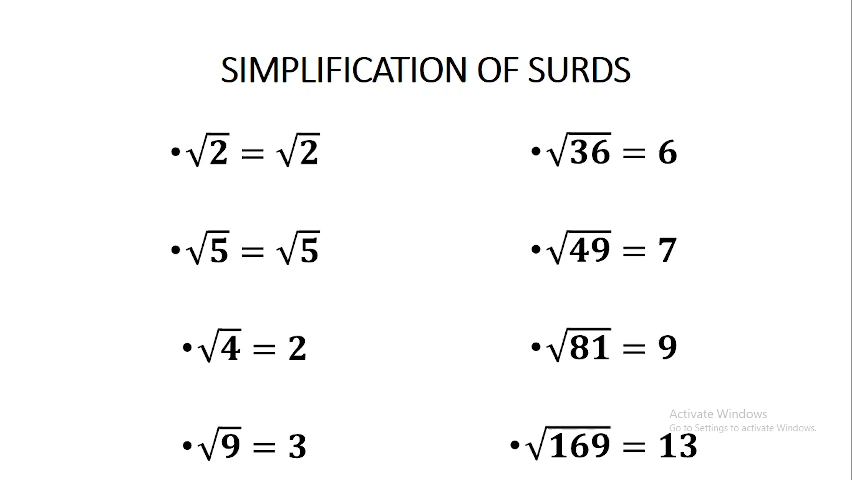 SIMPLIFICATION OF SURDS
•√2 = √2
•√5 = √5
•√4 = 2
•√9 = 3
•√36 = 6
•√49 = 7
•√81 = 9
•√169 = 13
Activate Windows
Go to Settings to activate Windows.